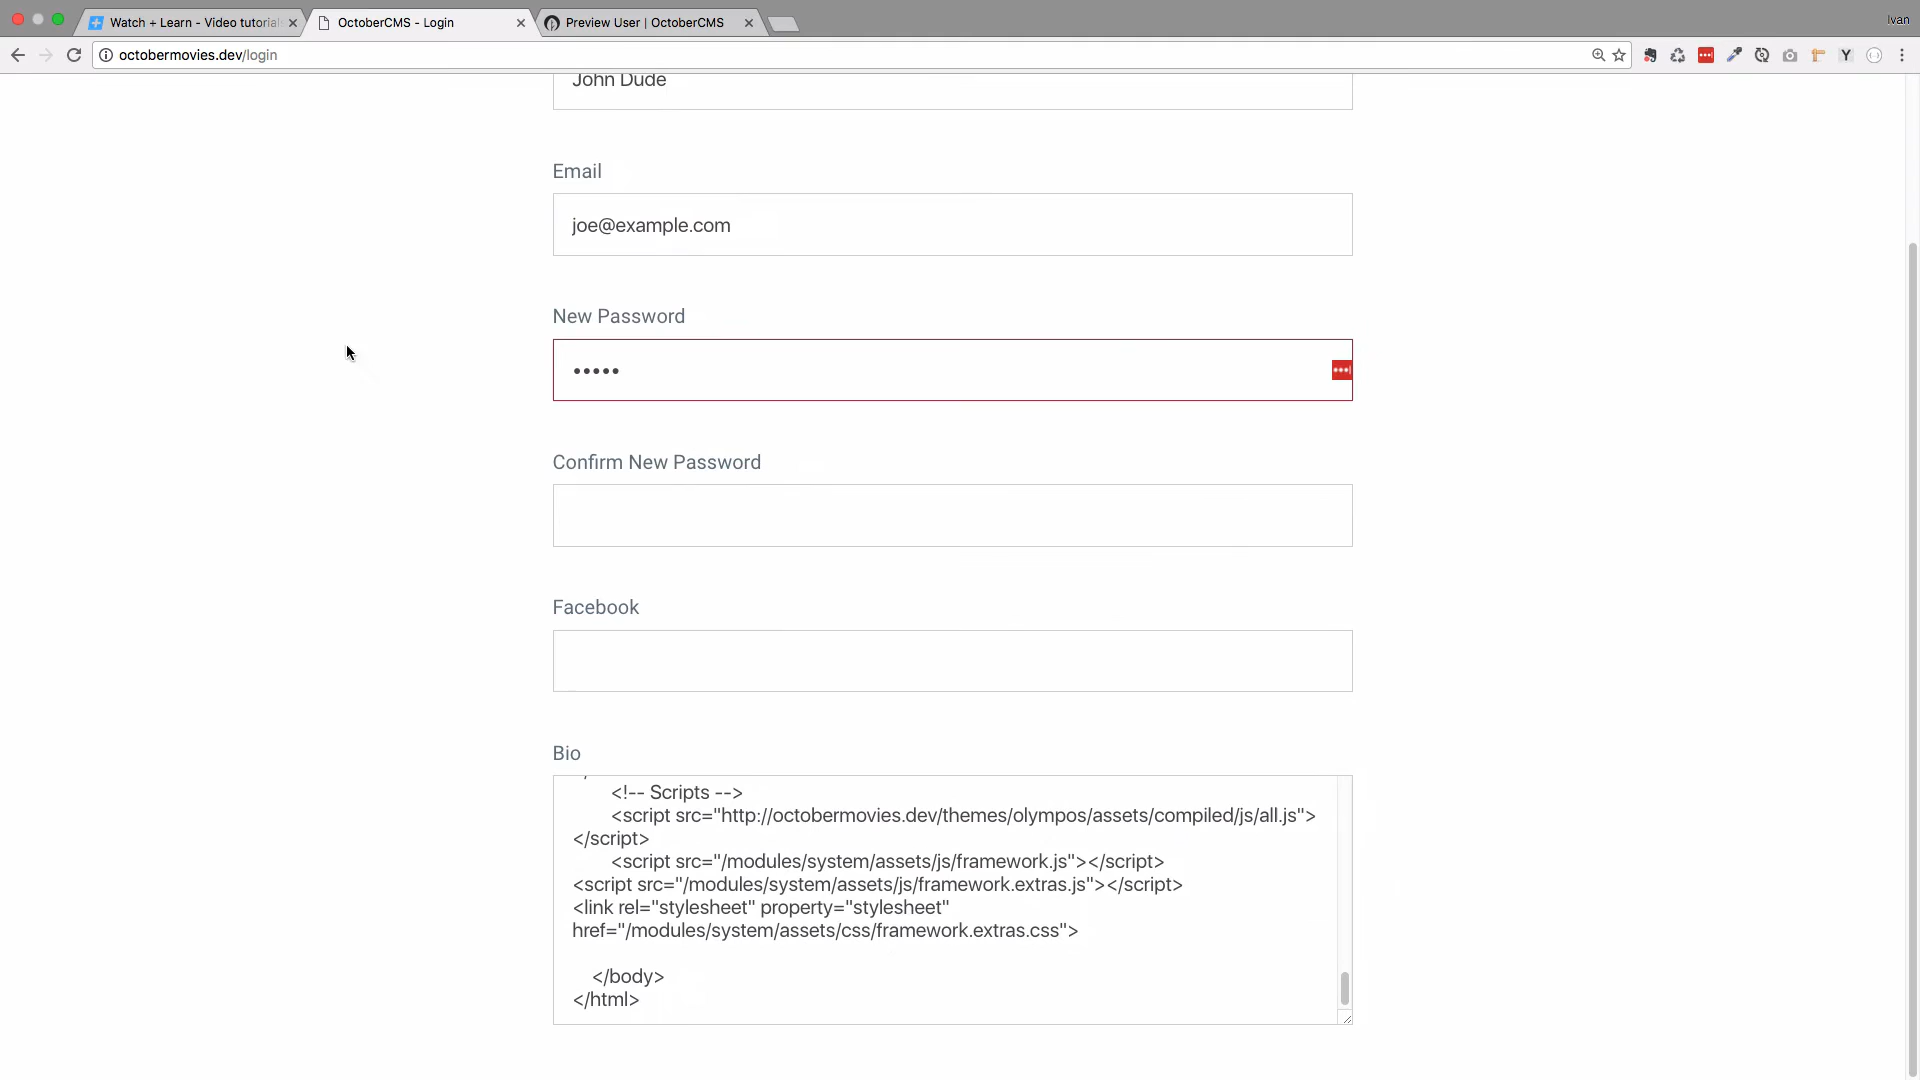 Watch + Learn - Video tutorial
OctoberCMS - Login
Preview User | OctoberCMS
Ivan
octobermovies.dev/login
John Dude
Email
joe@example.com
New Password
•••••
Confirm New Password
Facebook
Bio
<!-- Scripts -->
<script src="http://octobermovies.dev/themes/olympos/assets/compiled/js/all.js">
</script>
<script src="/modules/system/assets/js/framework.js"></script>
<script src="/modules/system/assets/js/framework.extras.js"></script>
<link rel="stylesheet" property="stylesheet"
href="/modules/system/assets/css/framework.extras.css">
</body>
</html>